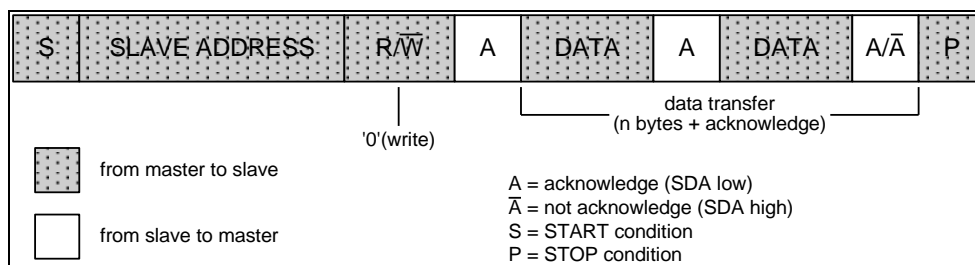 S SLAVE ADDRESS R/W̅ A DATA A DATA A/A̅ P
data transfer
(n bytes + acknowledge)
'0'(write)
from master to slave
from slave to master
A = acknowledge (SDA low)
A̅ = not acknowledge (SDA high)
S = START condition
P = STOP condition